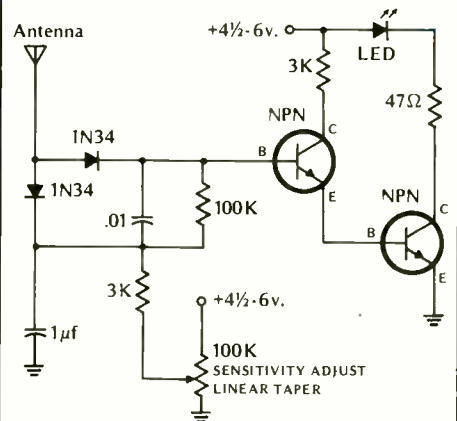 Antenna
+4½-6v.
LED
3K
47Ω
NPN
C
1N34
B
E
NPN
1N34
.01
100K
C
B
E
3K
+4½-6v.
1μf
100K
SENSITIVITY ADJUST
LINEAR TAPER